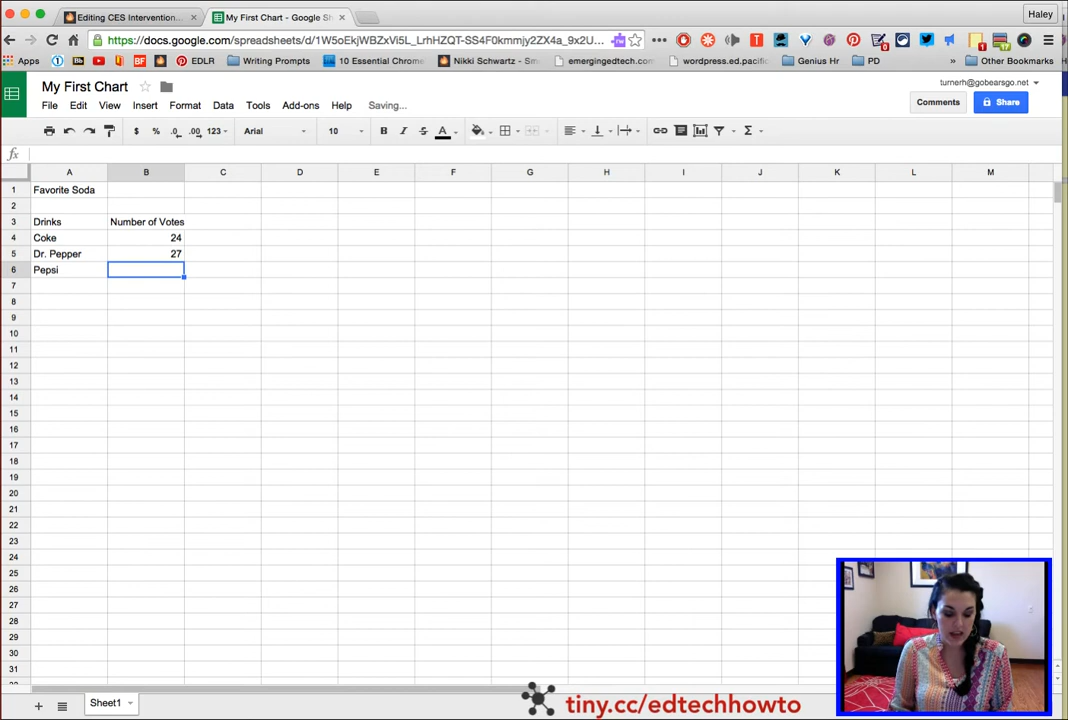 Editing CES Intervention...
My First Chart - Google Sh
Haley
https://docs.google.com/spreadsheets/d/1W5oEkjWBZxVi5L_LrhHZQT-SS4F0kmmjy2ZX4a_9x2U...
Apps
BF
EDLR
Writing Prompts
10 Essential Chrome
Nikki Schwartz – Sm
emergingedtech.com
wordpress.ed.pacific
Genius Hr
PD
» Other Bookmarks
My First Chart
turnerh@gobearsgo.net
File Edit View Insert Format Data Tools Add-ons Help Saving...
Comments
Share
$ % .0 .00 123 Arial 10 B I S A Σ
fx
A B C D E F G H I J K L M
1 Favorite Soda
2
3 Drinks Number of Votes
4 Coke 24
5 Dr. Pepper 27
6 Pepsi
7
8
9
10
11
12
13
14
15
16
17
18
19
20
21
22
23
24
25
26
27
28
29
30
31
Sheet1
tiny.cc/edtechhowto